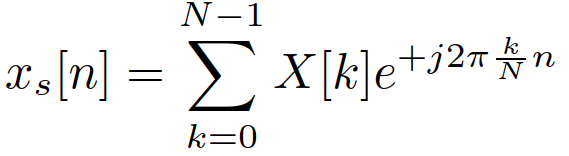 $x_s[n] = \sum_{k=0}^{N-1} X[k] e^{+j2\pi \frac{k}{N} n}$